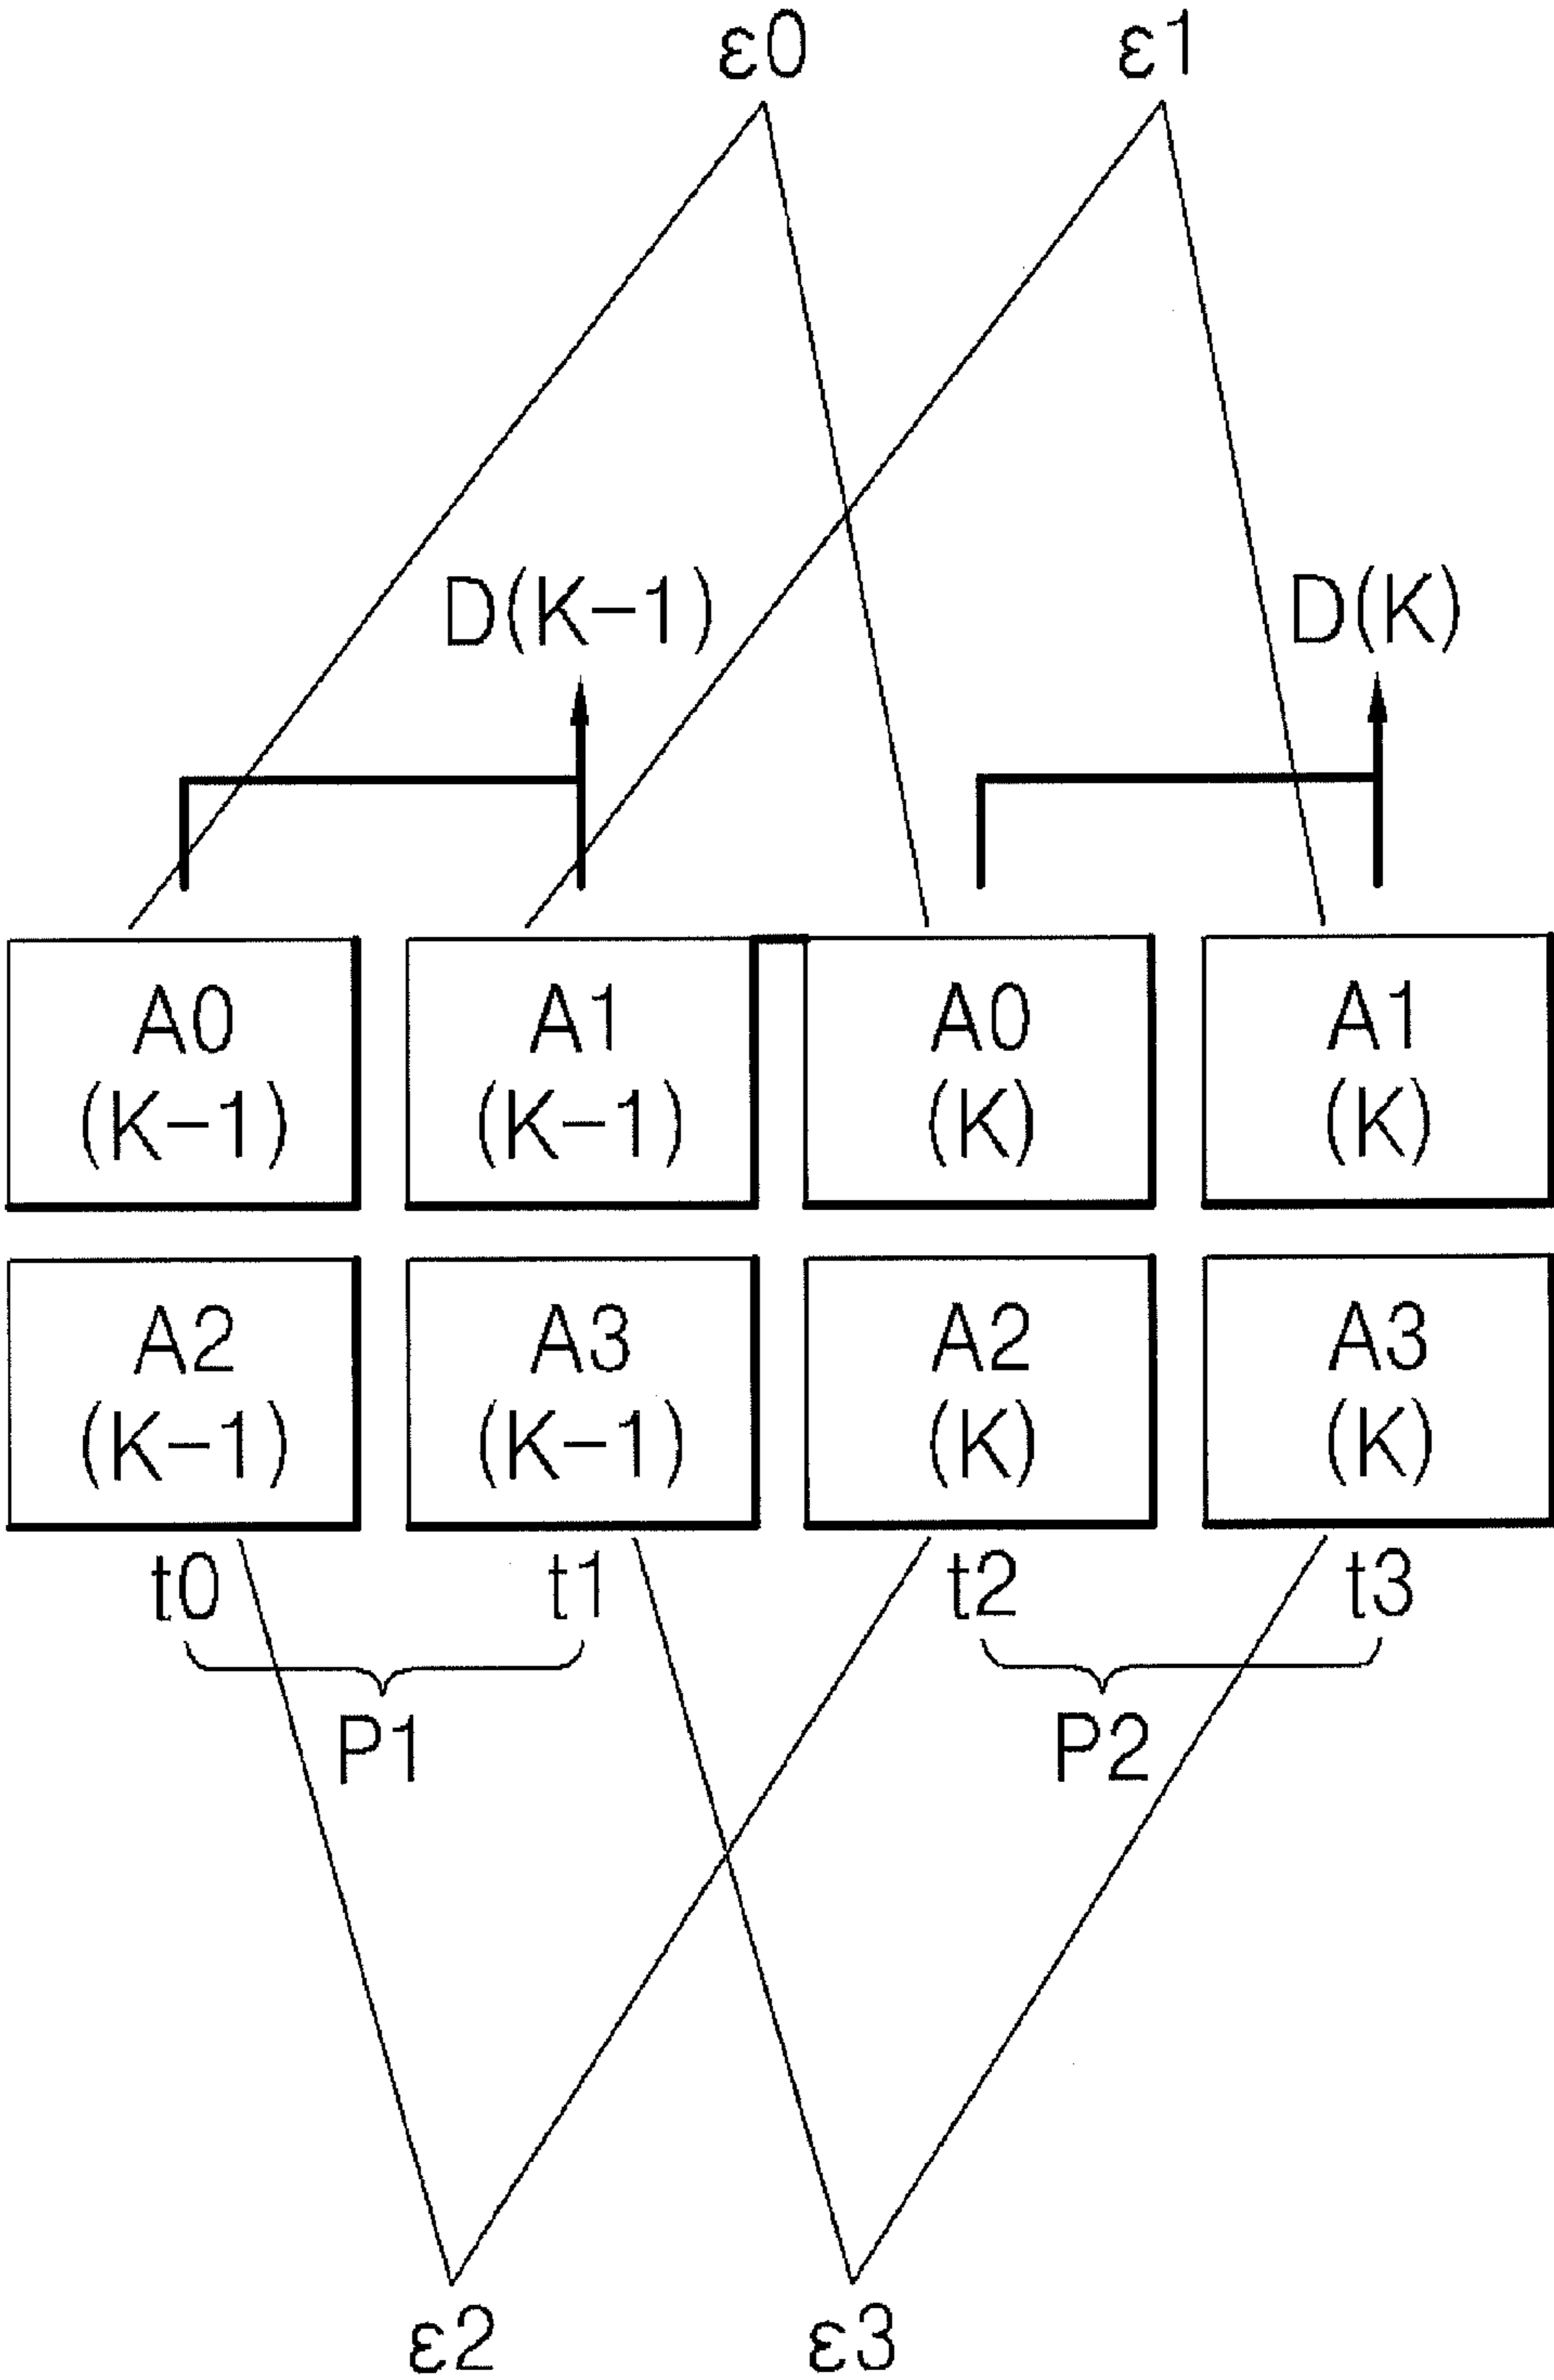 ε0 ε1
D(K-1) D(K)
A0 A1 A0 A1
(K-1) (K-1) (K) (K)
A2 A3 A2 A3
(K-1) (K-1) (K) (K)
t0 t1 t2 t3
P1 P2
ε2 ε3